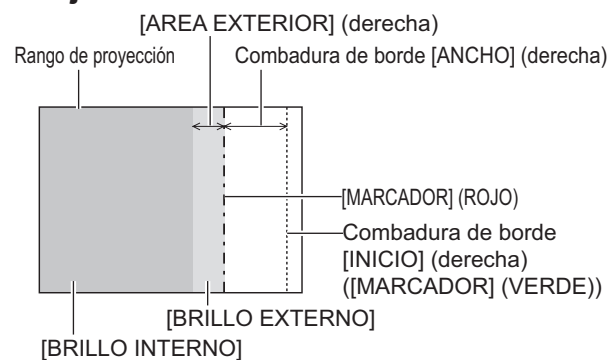 [AREA EXTERIOR] (derecha)
Rango de proyección
Combadura de borde [ANCHO] (derecha)
[MARCADOR] (ROJO)
Combadura de borde
[INICIO] (derecha)
([MARCADOR] (VERDE))
[BRILLO EXTERNO]
[BRILLO INTERNO]